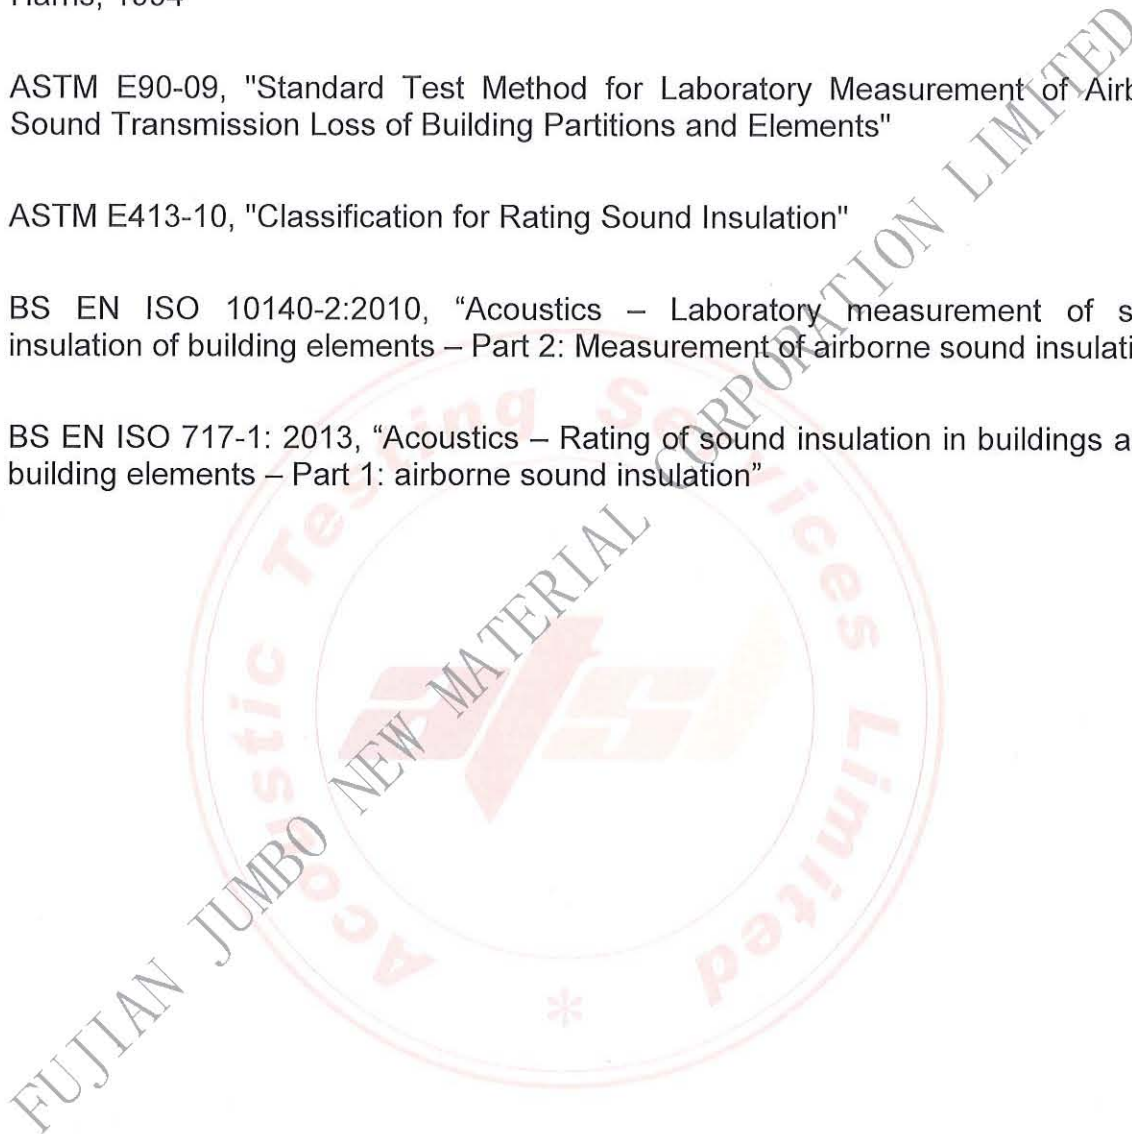 Harris, 1994
ASTM E90-09, "Standard Test Method for Laboratory Measurement of Airb
Sound Transmission Loss of Building Partitions and Elements"
ASTM E413-10, "Classification for Rating Sound Insulation"
BS EN ISO 10140-2:2010, “Acoustics – Laboratory measurement of s
insulation of building elements – Part 2: Measurement of airborne sound insulati
BS EN ISO 717-1: 2013, “Acoustics – Rating of sound insulation in buildings a
building elements – Part 1: airborne sound insulation”
Acoustic Testing Services Limited
atsl
*
FUJIAN JUMBO NEW MATERIAL CORPORATION LIMITED